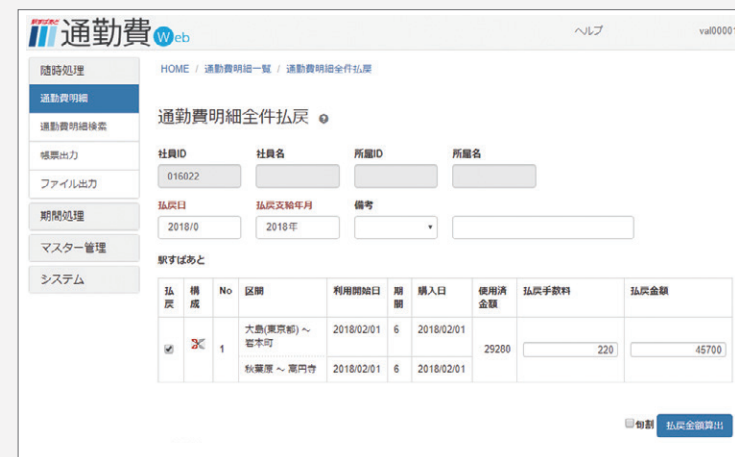 駅すぱあと
通勤費Web
ヘルプ
val00001
随時処理
通勤費明細
通勤費明細検索
帳票出力
ファイル出力
期間処理
マスター管理
システム
HOME / 通勤費明細一覧 / 通勤費明細全件払戻
通勤費明細全件払戻
社員ID 社員名 所属ID 所属名
016022
払戻日 払戻支給年月 備考
2018/0 2018年
駅すぱあと
払戻 構成 No 区間 利用開始日 期間 購入日 使用済金額 払戻手数料 払戻金額
1 大島(東京都) ～ 岩本町 2018/02/01 6 2018/02/01 29280 220 45700
秋葉原 ～ 高円寺 2018/02/01 6 2018/02/01
旬割 払戻金額算出